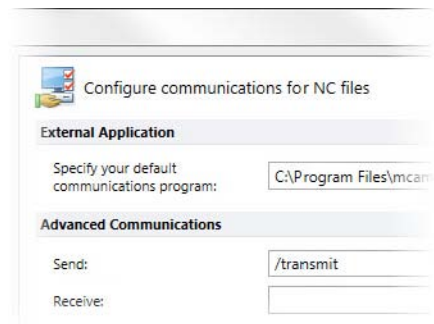 Configure communications for NC files
External Application
Specify your default
communications program:
C:\Program Files\mcam
Advanced Communications
Send:
/transmit
Receive: